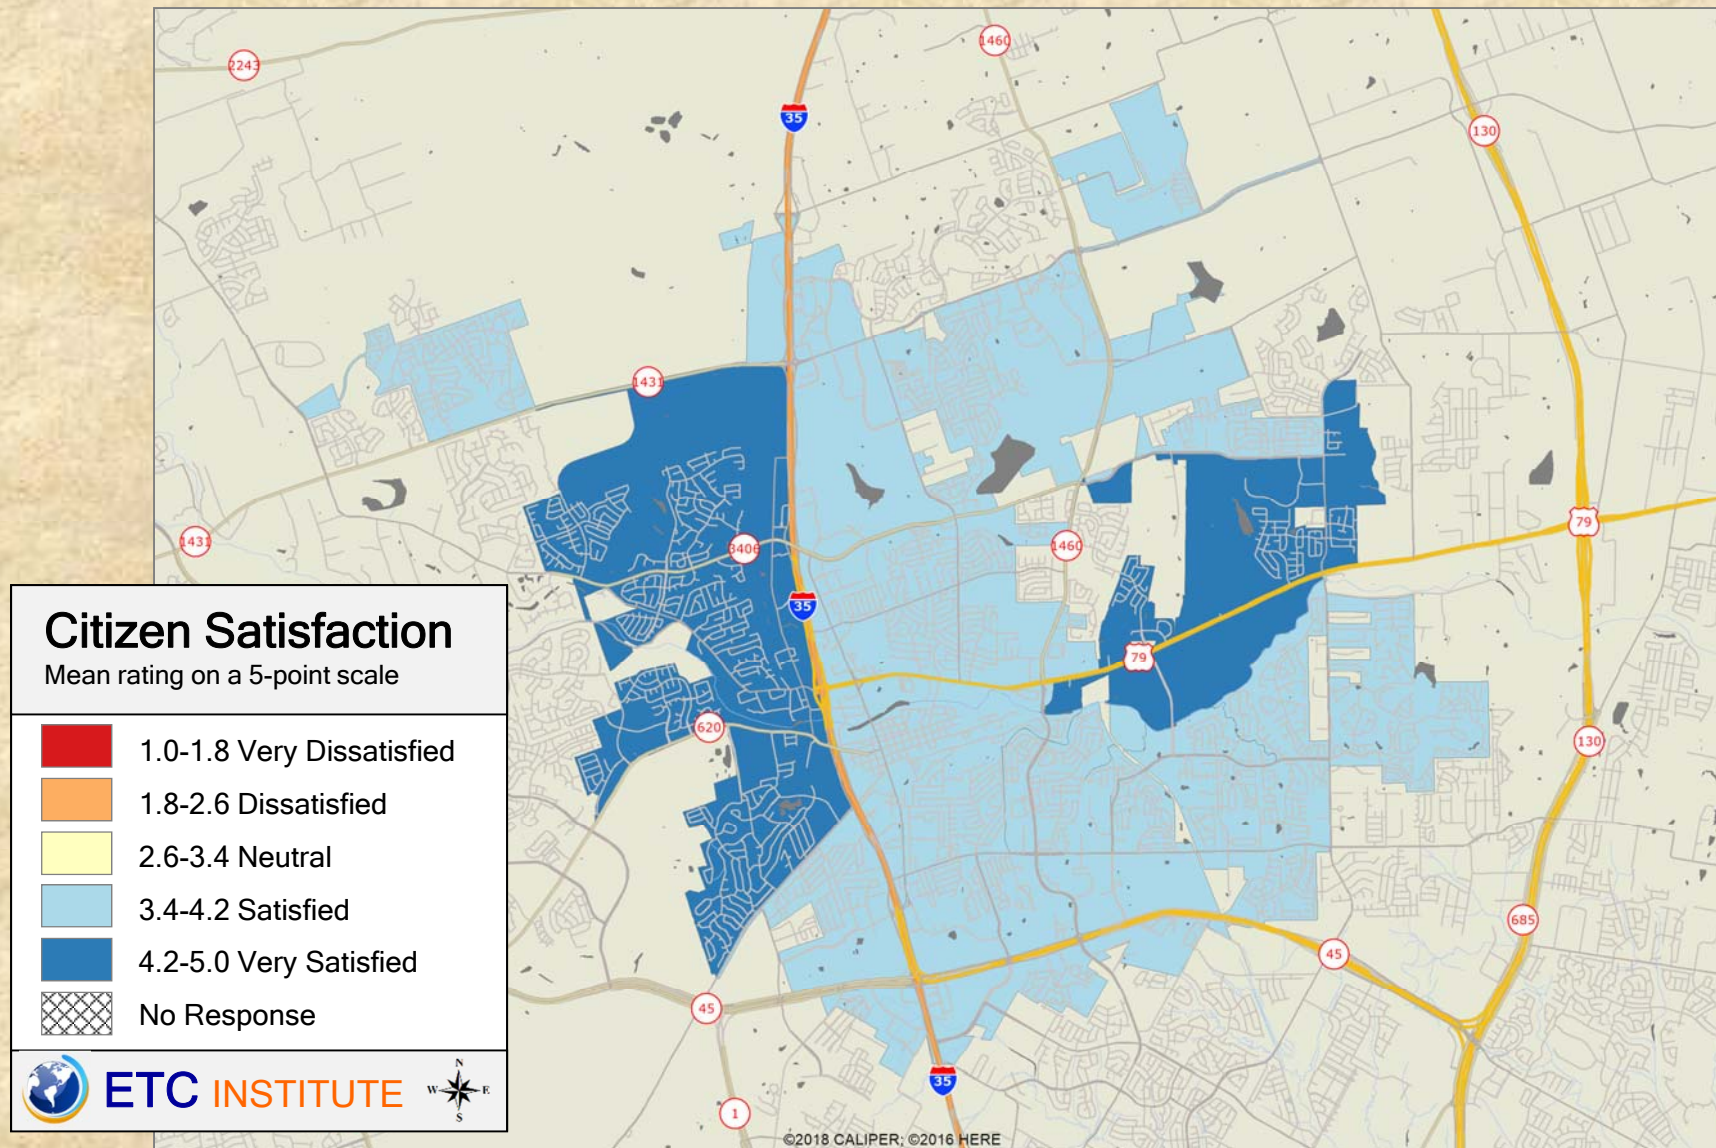 2243
1460
35
130
1431
1431
3406
1460
79
35
79
620
130
685
45
45
35
1
Citizen Satisfaction
Mean rating on a 5-point scale
1.0-1.8 Very Dissatisfied
1.8-2.6 Dissatisfied
2.6-3.4 Neutral
3.4-4.2 Satisfied
4.2-5.0 Very Satisfied
No Response
ETC INSTITUTE
N
W E
S
©2018 CALIPER; ©2016 HERE